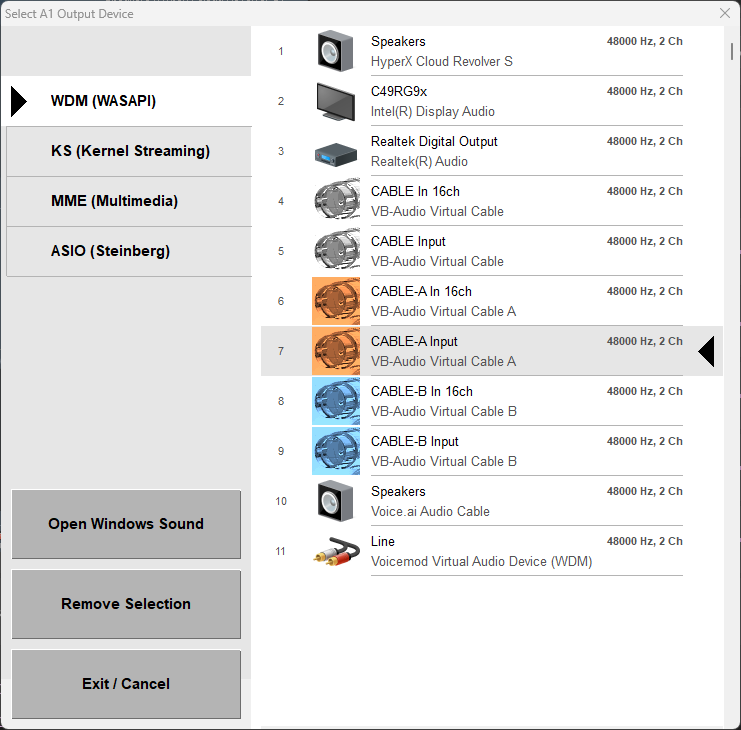 Select A1 Output Device
WDM (WASAPI)
KS (Kernel Streaming)
MME (Multimedia)
ASIO (Steinberg)
Open Windows Sound
Remove Selection
Exit / Cancel
1 Speakers 48000 Hz, 2 Ch
HyperX Cloud Revolver S
2 C49RG9x 48000 Hz, 2 Ch
Intel(R) Display Audio
3 Realtek Digital Output 48000 Hz, 2 Ch
Realtek(R) Audio
4 CABLE In 16ch 48000 Hz, 2 Ch
VB-Audio Virtual Cable
5 CABLE Input 48000 Hz, 2 Ch
VB-Audio Virtual Cable
6 CABLE-A In 16ch 48000 Hz, 2 Ch
VB-Audio Virtual Cable A
7 CABLE-A Input 48000 Hz, 2 Ch
VB-Audio Virtual Cable A
8 CABLE-B In 16ch 48000 Hz, 2 Ch
VB-Audio Virtual Cable B
9 CABLE-B Input 48000 Hz, 2 Ch
VB-Audio Virtual Cable B
10 Speakers 48000 Hz, 2 Ch
Voice.ai Audio Cable
11 Line 48000 Hz, 2 Ch
Voicemod Virtual Audio Device (WDM)